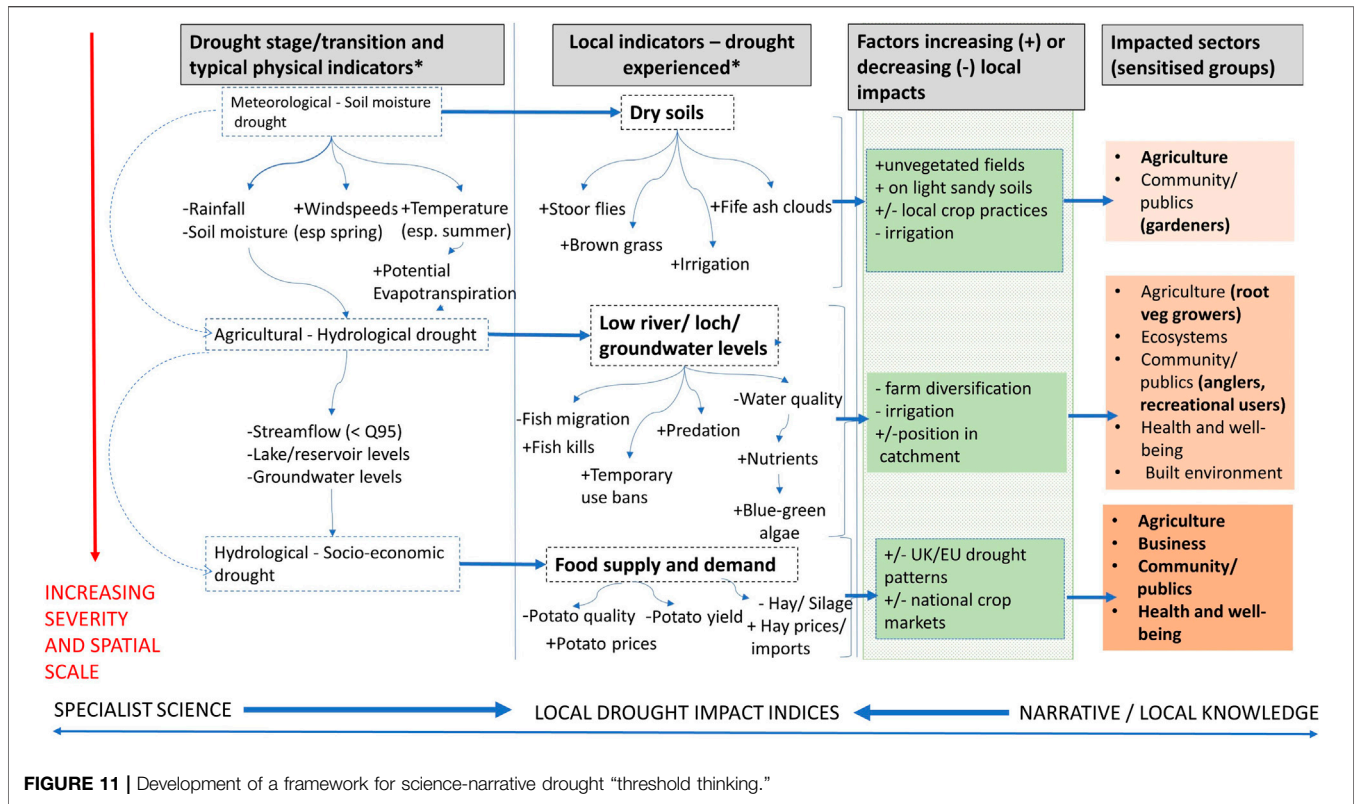 Drought stage/transition and
typical physical indicators*
Local indicators – drought
experienced*
Factors increasing (+) or
decreasing (-) local
impacts
Impacted sectors
(sensitised groups)
Meteorological - Soil moisture
drought
Dry soils
-Rainfall
-Soil moisture
+Windspeeds
(esp spring)
+Temperature
(esp. summer)
+Potential
Evapotranspiration
+Stoor flies
+Brown grass
+Irrigation
+Fife ash clouds
+unvegetated fields
+ on light sandy soils
+/- local crop practices
- irrigation
• Agriculture
• Community/
publics
(gardeners)
Agricultural - Hydrological drought
Low river/ loch/
groundwater levels
-Streamflow (< Q95)
-Lake/reservoir levels
-Groundwater levels
-Fish migration
+Fish kills
+Temporary
use bans
+Predation
-Water quality
+Nutrients
+Blue-green
algae
- farm diversification
- irrigation
+/-position in
catchment
• Agriculture (root
veg growers)
• Ecosystems
• Community/
publics (anglers,
recreational users)
• Health and well-
being
• Built environment
Hydrological - Socio-economic
drought
Food supply and demand
-Potato quality
+Potato prices
-Potato yield
- Hay/ Silage
+ Hay prices/
imports
+/- UK/EU drought
patterns
+/- national crop
markets
• Agriculture
• Business
• Community/
publics
• Health and well-
being
INCREASING
SEVERITY
AND SPATIAL
SCALE
SPECIALIST SCIENCE
LOCAL DROUGHT IMPACT INDICES
NARRATIVE / LOCAL KNOWLEDGE
FIGURE 11 | Development of a framework for science-narrative drought “threshold thinking.”